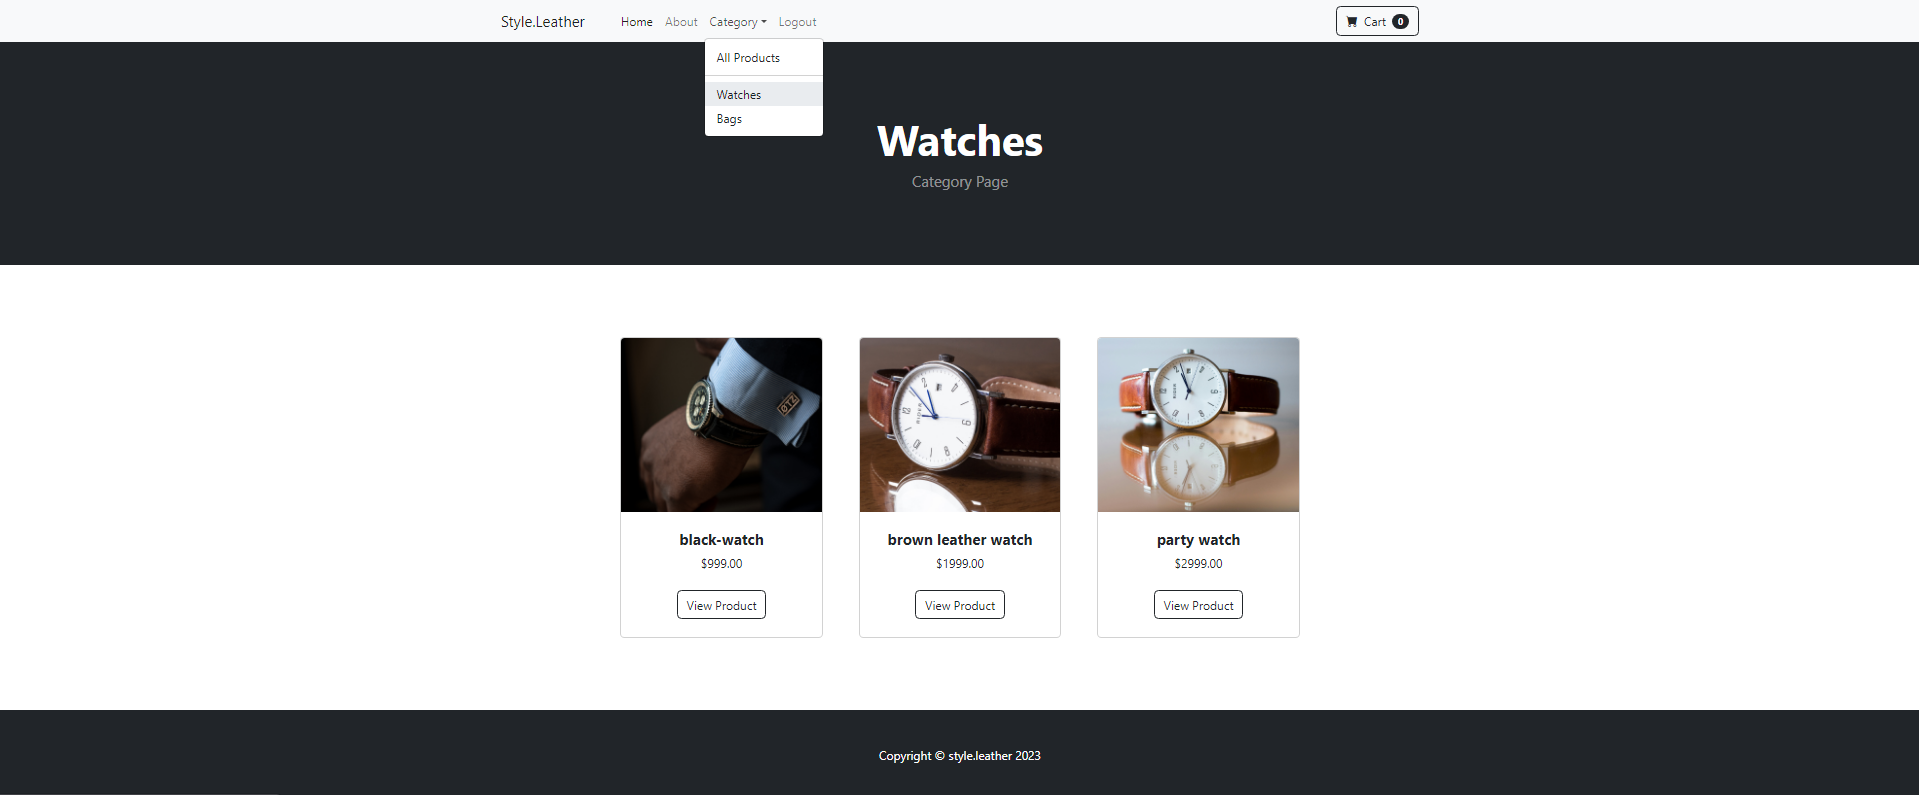 Style.Leather Home About Category Logout Cart 0
All Products
Watches
Bags
Watches
Category Page
ØTZ
black-watch
$999.00
View Product
brown leather watch
$1999.00
View Product
party watch
$2999.00
View Product
Copyright © style.leather 2023